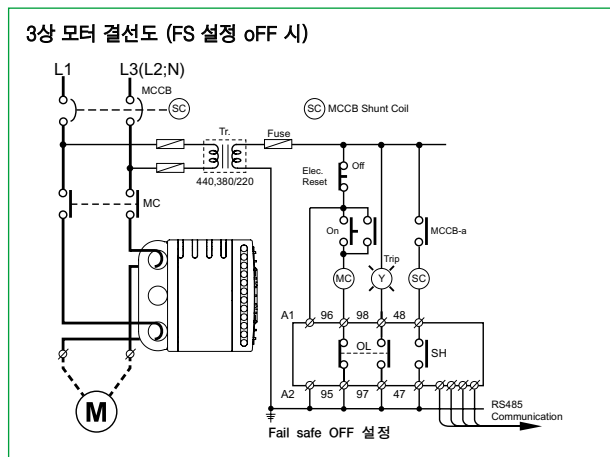 3상 모터 결선도 (FS 설정 oFF 시)
L1 L3(L2;N)
MCCB
SC
SC MCCB Shunt Coil
Tr.
Fuse
440,380/220
Elec.
Reset
Off
MC
On
MCCB-a
Trip
MC Y SC
A1 96 98 48
OL SH
A2 95 97 47
RS485
Communication
M
Fail safe OFF 설정